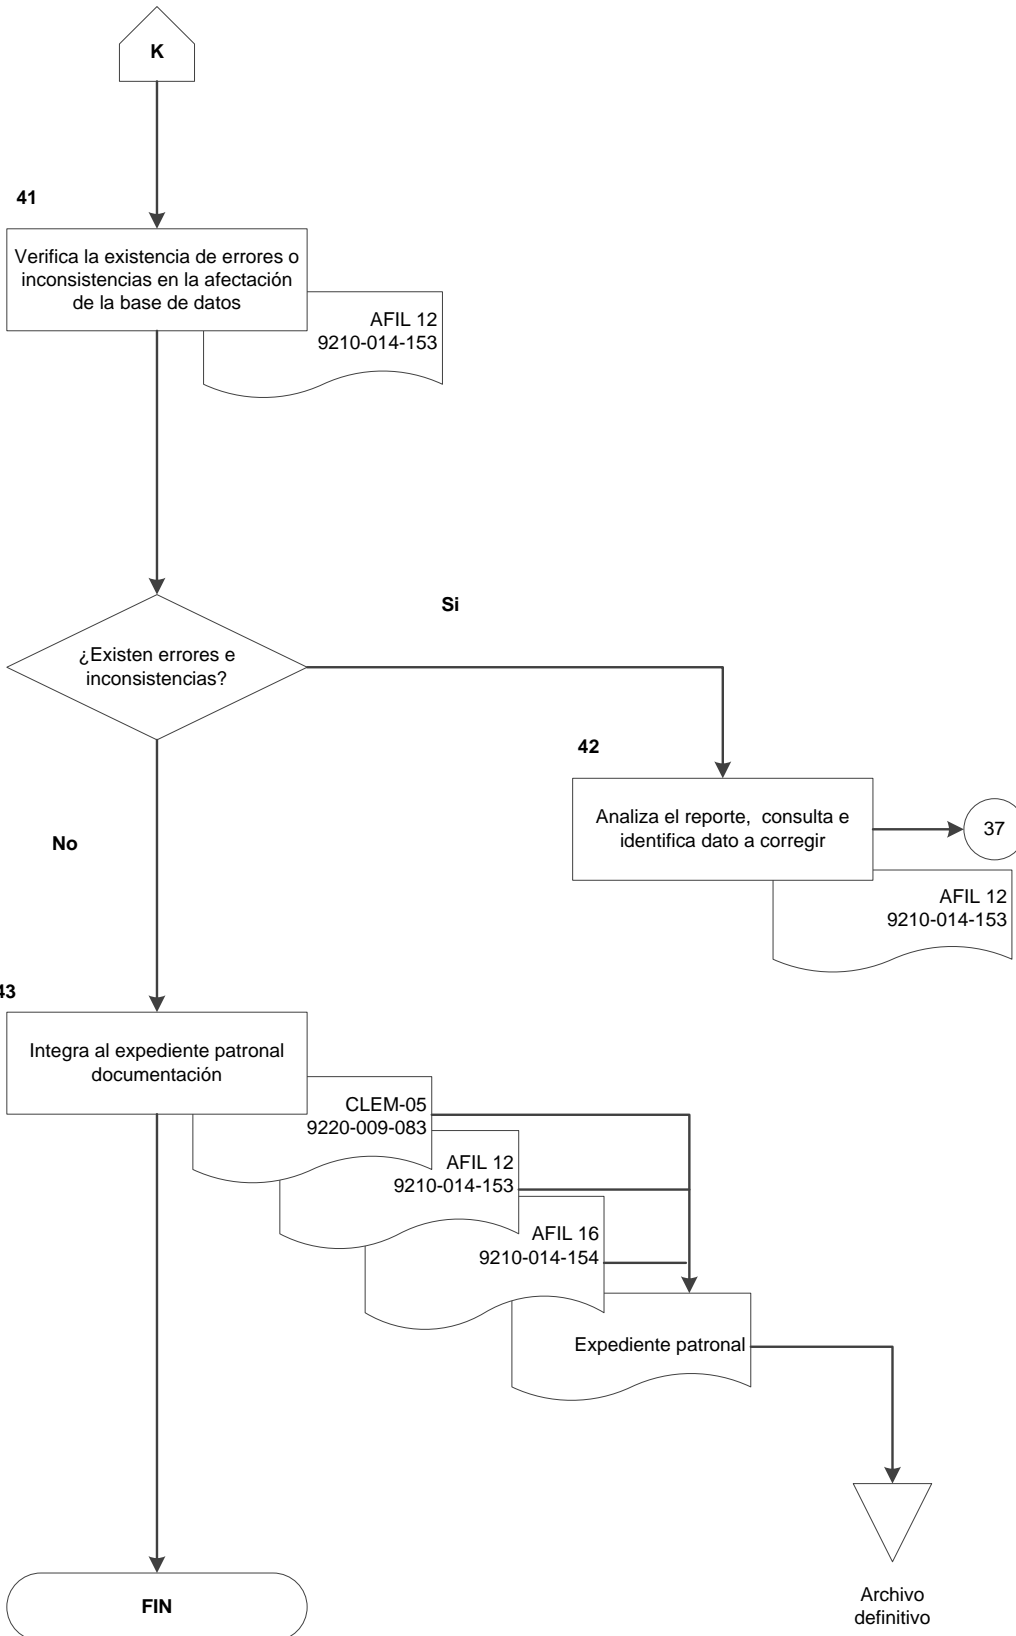 K
41
Verifica la existencia de errores o
inconsistencias en la afectación
de la base de datos
AFIL 12
9210-014-153
Si
¿Existen errores e
inconsistencias?
42
Analiza el reporte, consulta e
identifica dato a corregir
37
No
AFIL 12
9210-014-153
43
Integra al expediente patronal
documentación
CLEM-05
9220-009-083
AFIL 12
9210-014-153
AFIL 16
9210-014-154
Expediente patronal
FIN
Archivo
definitivo